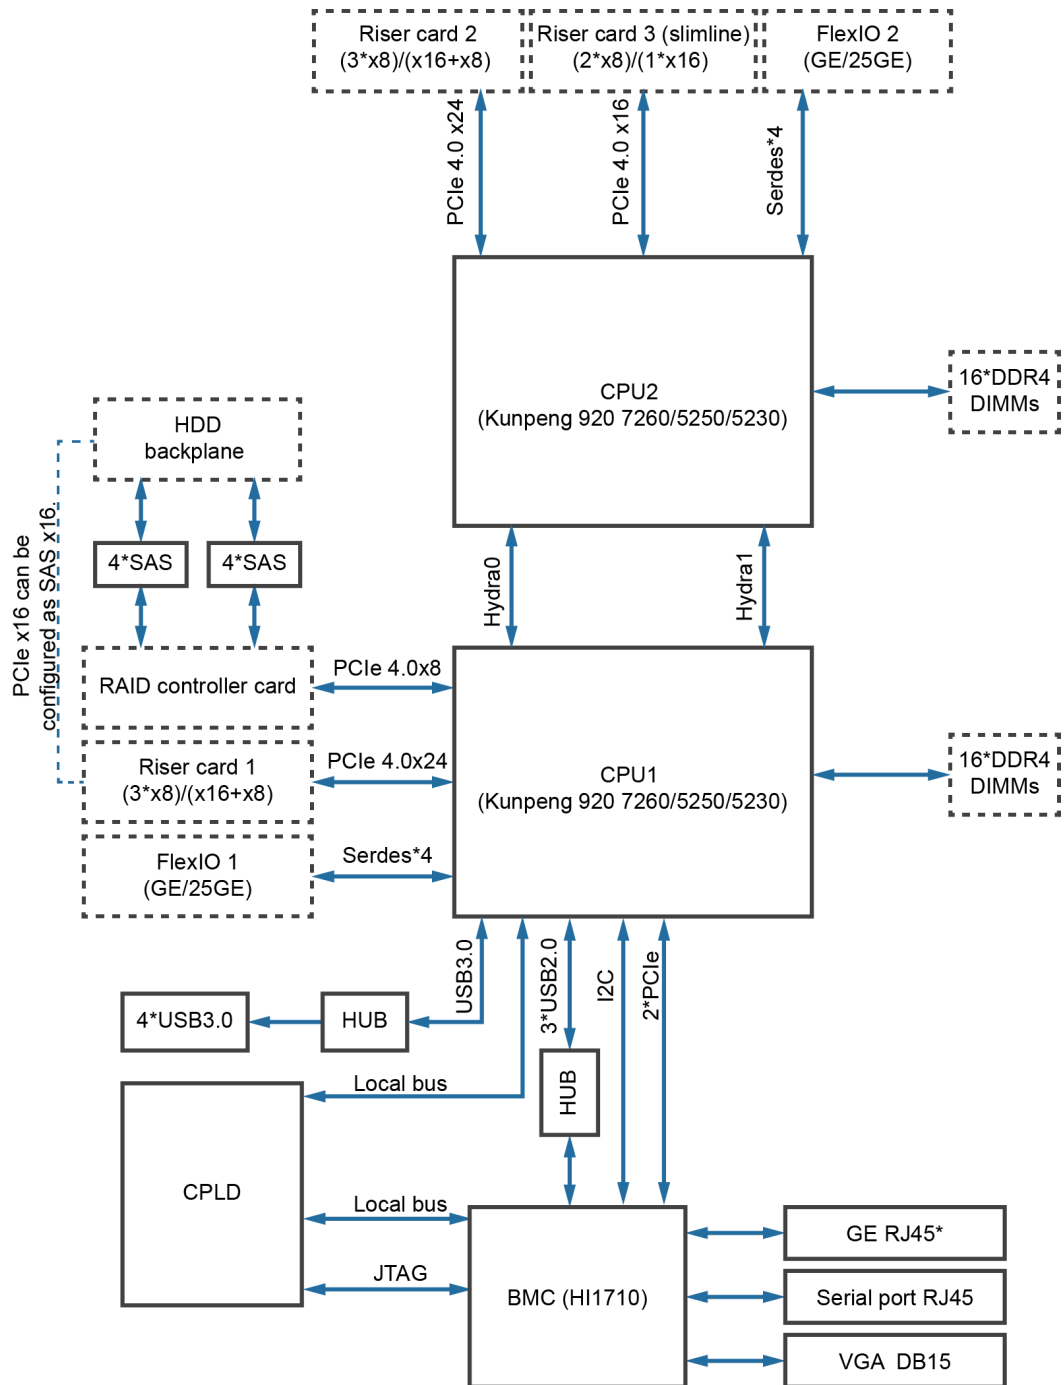 Riser card 2
(3*x8)/(x16+x8)
Riser card 3 (slimline)
(2*x8)/(1*x16)
FlexIO 2
(GE/25GE)
PCIe 4.0 x24
PCIe 4.0 x16
Serdes*4
CPU2
(Kunpeng 920 7260/5250/5230)
16*DDR4
DIMMs
HDD
backplane
PCIe x16 can be
configured as SAS x16.
4*SAS
4*SAS
Hydra0
Hydra1
RAID controller card
PCIe 4.0x8
Riser card 1
(3*x8)/(x16+x8)
PCIe 4.0x24
CPU1
(Kunpeng 920 7260/5250/5230)
16*DDR4
DIMMs
FlexIO 1
(GE/25GE)
Serdes*4
USB3.0
3*USB2.0
I2C
2*PCIe
4*USB3.0
HUB
HUB
Local bus
CPLD
Local bus
JTAG
BMC (HI1710)
GE RJ45*
Serial port RJ45
VGA DB15